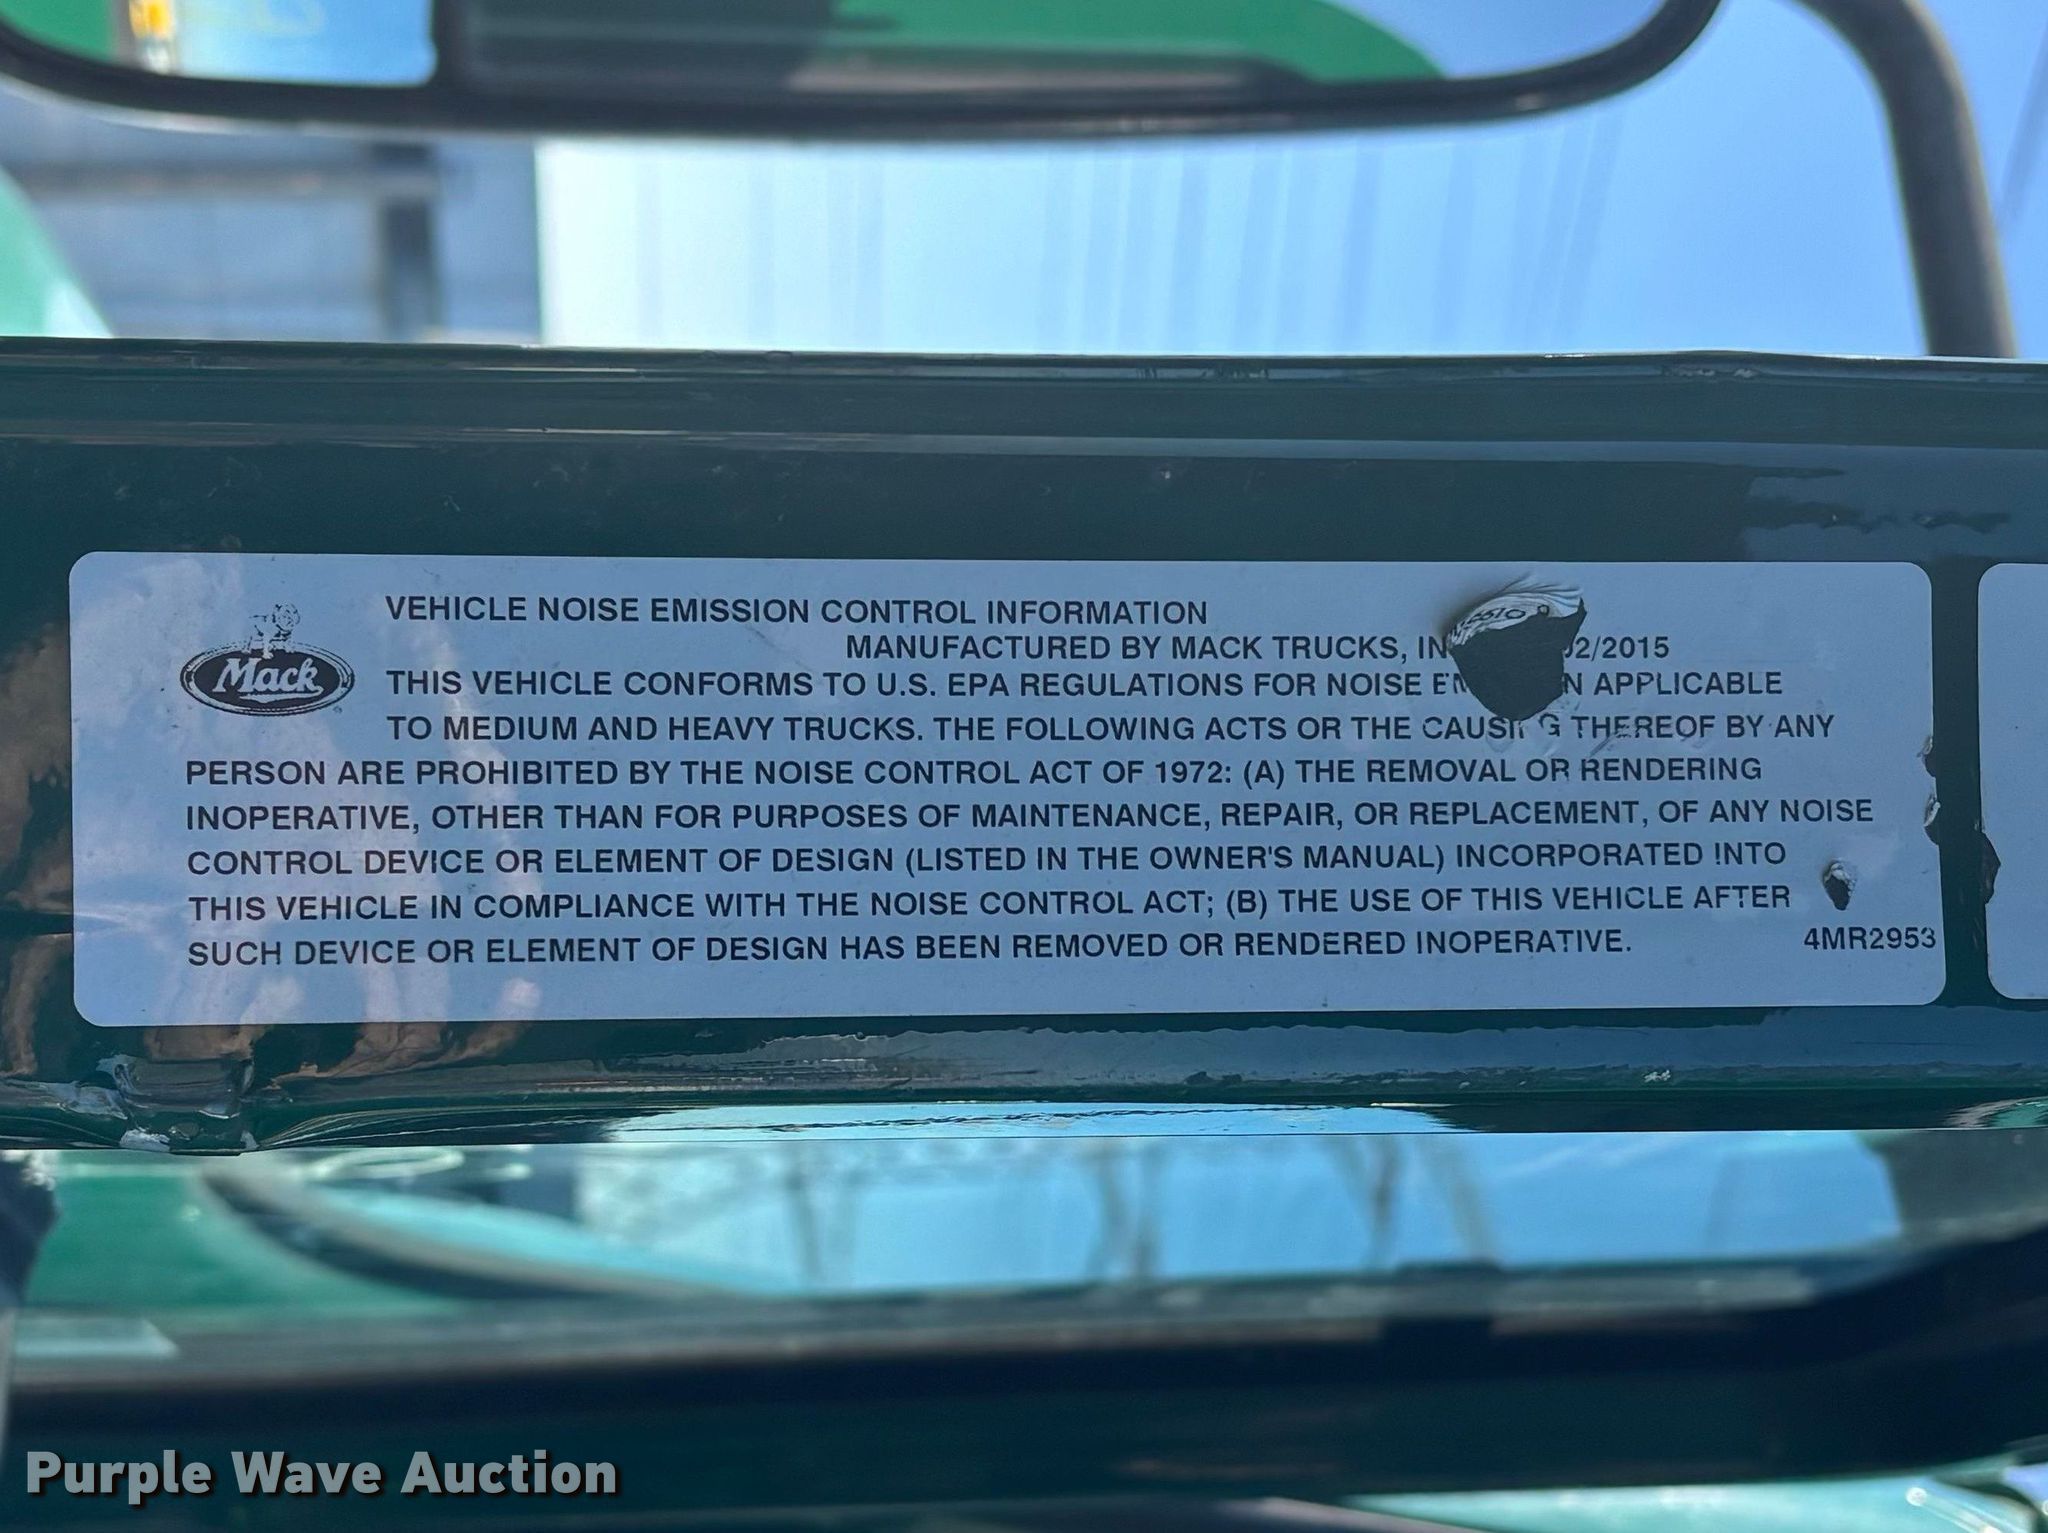 VEHICLE NOISE EMISSION CONTROL INFORMATION
MANUFACTURED BY MACK TRUCKS, IN 02/2015
Mack
THIS VEHICLE CONFORMS TO U.S. EPA REGULATIONS FOR NOISE APPLICABLE
TO MEDIUM AND HEAVY TRUCKS. THE FOLLOWING ACTS OR THE CAUSING THEREOF BY ANY
PERSON ARE PROHIBITED BY THE NOISE CONTROL ACT OF 1972: (A) THE REMOVAL OR RENDERING
INOPERATIVE, OTHER THAN FOR PURPOSES OF MAINTENANCE, REPAIR, OR REPLACEMENT, OF ANY NOISE
CONTROL DEVICE OR ELEMENT OF DESIGN (LISTED IN THE OWNER'S MANUAL) INCORPORATED INTO
THIS VEHICLE IN COMPLIANCE WITH THE NOISE CONTROL ACT; (B) THE USE OF THIS VEHICLE AFTER
SUCH DEVICE OR ELEMENT OF DESIGN HAS BEEN REMOVED OR RENDERED INOPERATIVE. 4MR2953
Purple Wave Auction